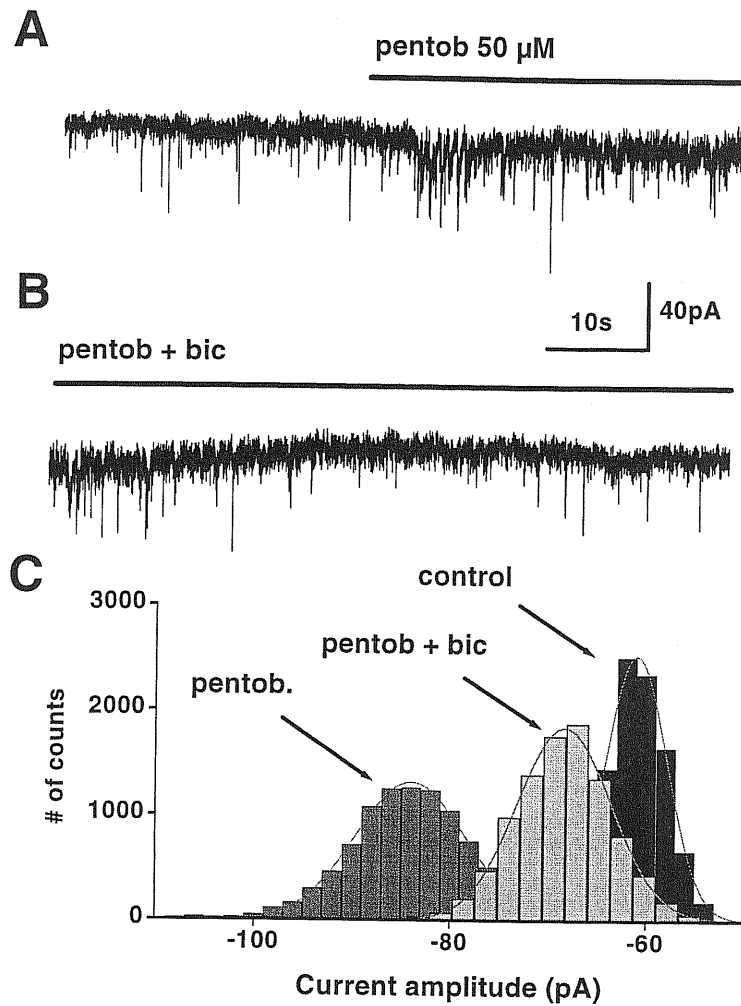 A
pentob 50 µM
B
10s
40pA
pentob + bic
C
control
pentob + bic
pentob.
3000
2000
1000
0
# of counts
-100
-80
-60
Current amplitude (pA)